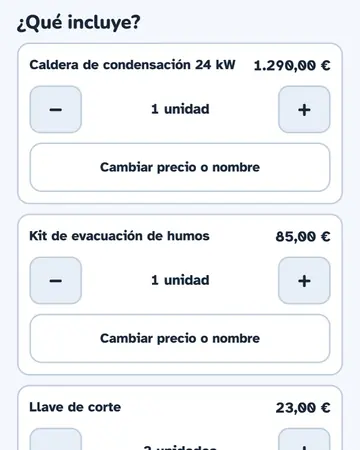 ¿Qué incluye?
Caldera de condensación 24 kW 1.290,00 €
− 1 unidad +
Cambiar precio o nombre
Kit de evacuación de humos 85,00 €
− 1 unidad +
Cambiar precio o nombre
Llave de corte 23,00 €